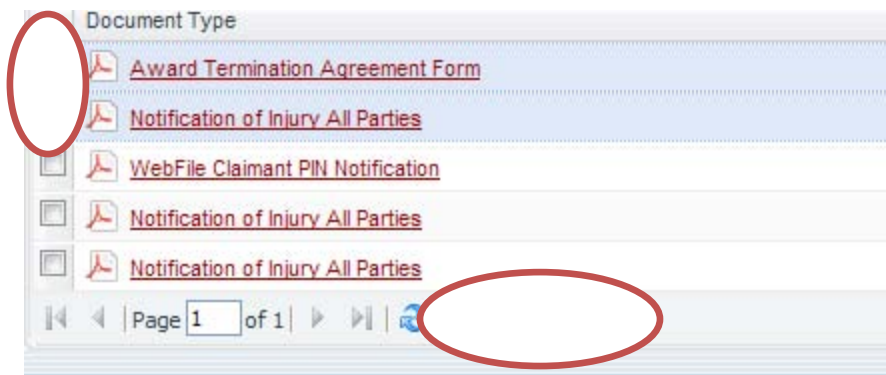 Document Type
Award Termination Agreement Form
Notification of Injury All Parties
WebFile Claimant PIN Notification
Notification of Injury All Parties
Notification of Injury All Parties
Page 1 of 1